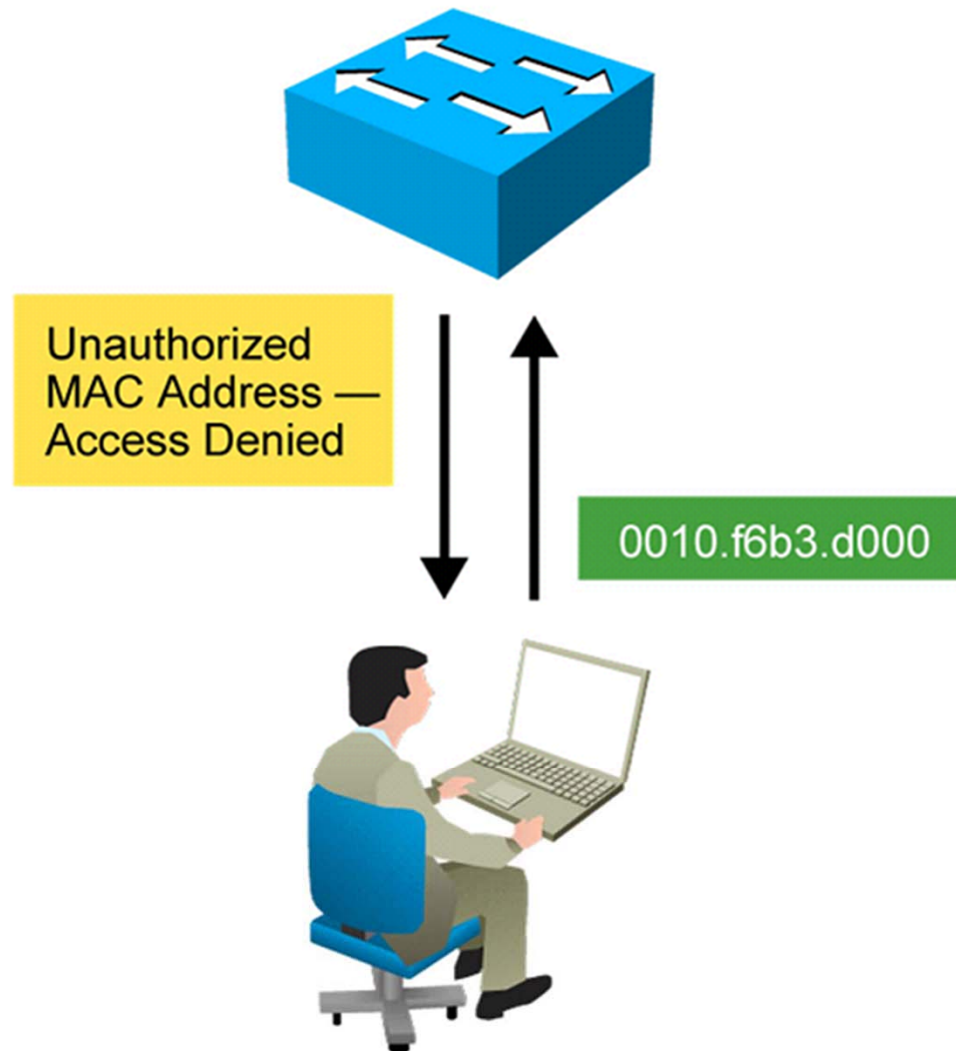 Unauthorized
MAC Address —
Access Denied
0010.f6b3.d000